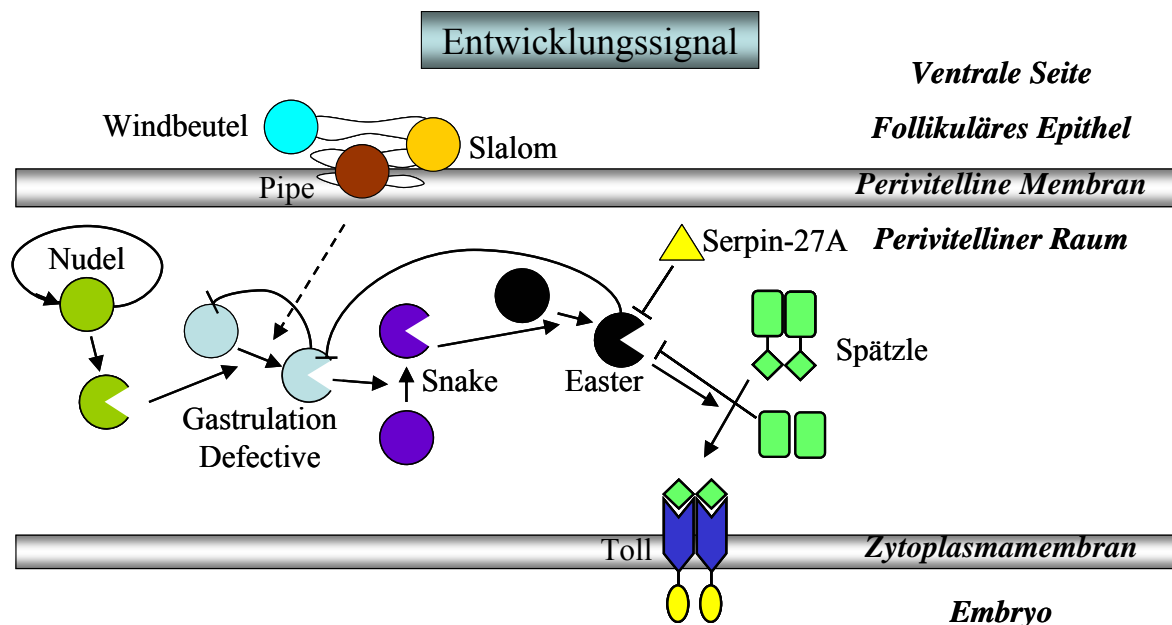 Entwicklungssignal
Ventrale Seite
Windbeutel
Follikuläres Epithel
Slalom
Pipe
Perivitelline Membran
Nudel
Serpin-27A
Perivitelliner Raum
Spätzle
Snake
Easter
Gastrulation
Defective
Toll
Zytoplasmamembran
Embryo